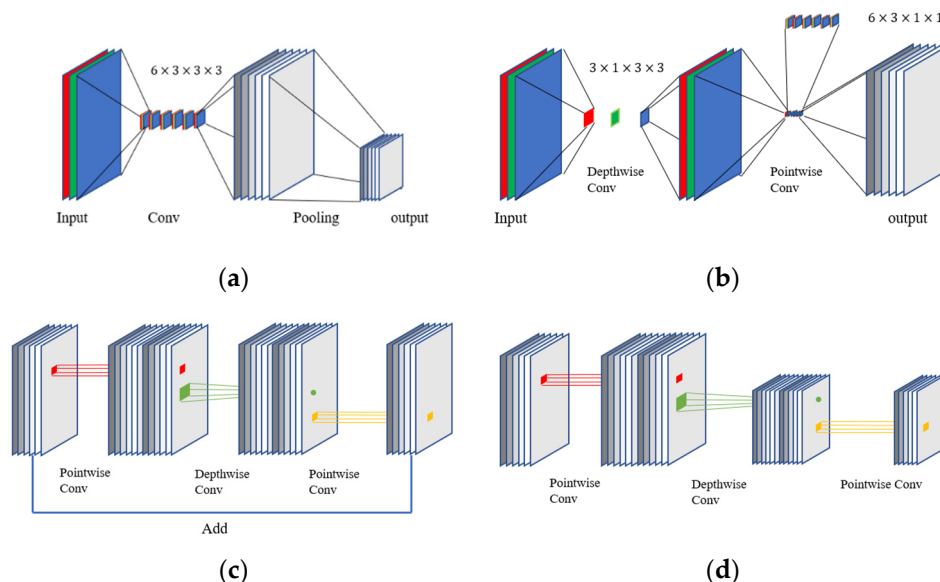 6 × 3 × 3 × 3
Input
Conv
Pooling
output
(a)
3 × 1 × 3 × 3
6 × 3 × 1 × 1
Depthwise
Conv
Pointwise
Conv
Input
output
(b)
Pointwise
Conv
Depthwise
Conv
Pointwise
Conv
Add
(c)
Pointwise
Conv
Depthwise
Conv
Pointwise Conv
(d)